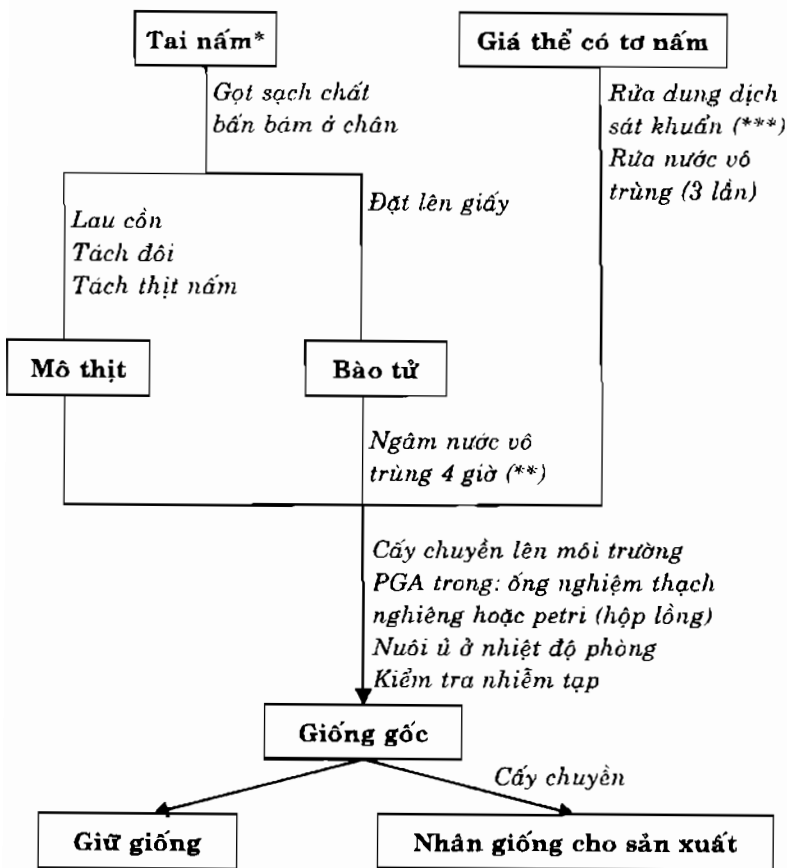 Tai nấm*
Giá thể có tơ nấm
Gọt sạch chất
bẩn bám ở chân
Rửa dung dịch
sát khuẩn (***)
Rửa nước vô
trùng (3 lần)
Lau cồn
Tách đôi
Tách thịt nấm
Đặt lên giấy
Mô thịt
Bào tử
Ngâm nước vô
trùng 4 giờ (**)
Cấy chuyền lên môi trường
PGA trong: ống nghiệm thạch
nghiêng hoặc petri (hộp lồng)
Nuôi ủ ở nhiệt độ phòng
Kiểm tra nhiễm tạp
Giống gốc
Cấy chuyền
Giữ giống
Nhân giống cho sản xuất